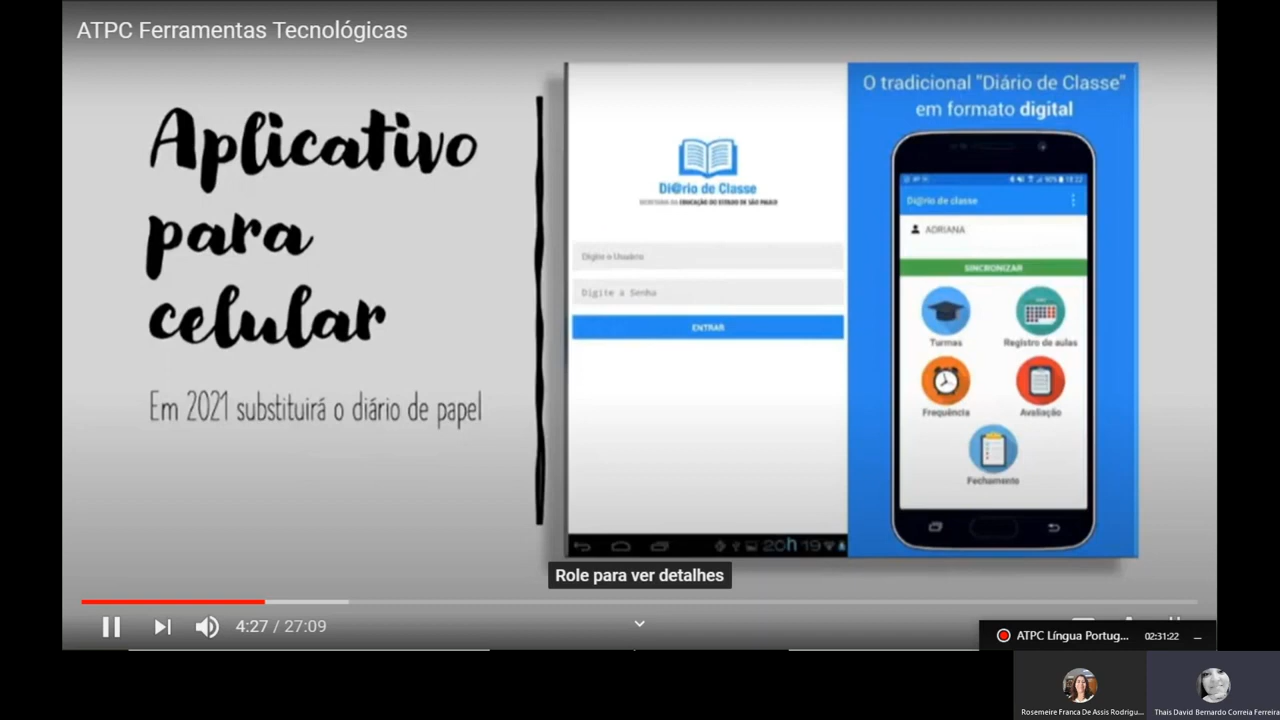 ATPC Ferramentas Tecnológicas
Aplicativo
para
celular
Em 2021 substituirá o diário de papel
Di@rio de Classe
SECRETARIA DA EDUCAÇÃO DO ESTADO DE SÃO PAULO
Digite o Usuário
Digite a Senha
ENTRAR
20h19
O tradicional "Diário de Classe"
em formato digital
Di@rio de classe
ADRIANA
SINCRONIZAR
Turmas
Registro de aulas
Frequência
Avaliação
Fechamento
Role para ver detalhes
4:27 / 27:09
ATPC Língua Portug...
02:31:22
Rosemeire Franca De Assis Rodrigu...
Thais David Bernardo Correia Ferreira